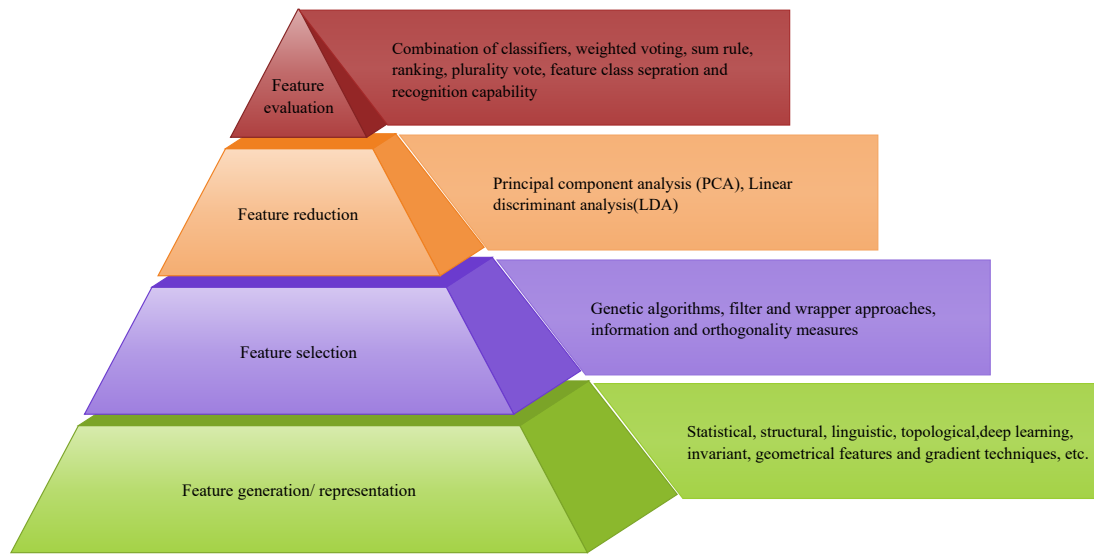 Feature
evaluation
Combination of classifiers, weighted voting, sum rule,
ranking, plurality vote, feature class sepration and
recognition capability
Feature reduction
Principal component analysis (PCA), Linear
discriminant analysis(LDA)
Feature selection
Genetic algorithms, filter and wrapper approaches,
information and orthogonality measures
Feature generation/ representation
Statistical, structural, linguistic, topological,deep learning,
invariant, geometrical features and gradient techniques, etc.